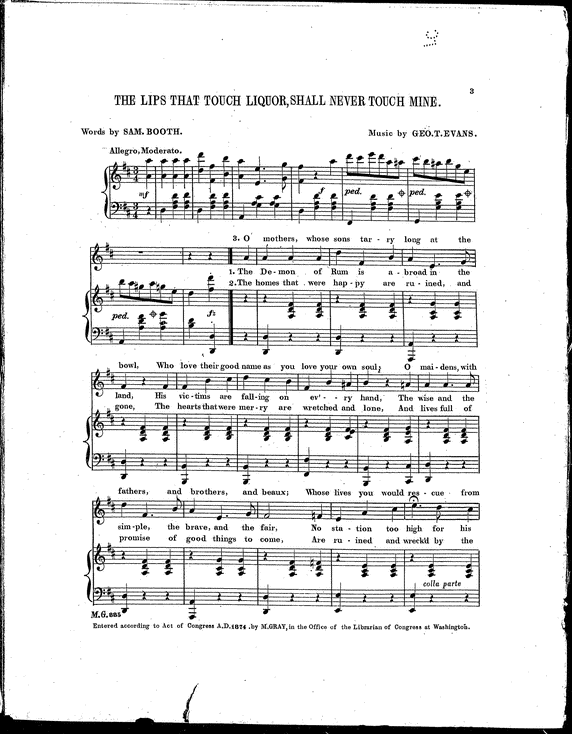 3
THE LIPS THAT TOUCH LIQUOR, SHALL NEVER TOUCH MINE.
Words by SAM. BOOTH.
Music by GEO. T. EVANS.
Allegro, Moderato.
mf
f
ped.
ped.
3. O mothers, whose sons tar - ry long at the
1. The De - mon of Rum is a - broad in the
2. The homes that were hap - py are ru - ined, and
ped.
fz
bowl, Who love their good name as you love your own soul; O mai - dens, with
land, His vic - tims are fall - ing on ev' - ry hand, The wise and the
gone, The hearts that were mer - ry are wretched and lone, And lives full of
fathers, and brothers, and beaux; Whose lives you would res - cue from
sim - ple, the brave, and the fair, No sta - tion too high for his
promise of good things to come, Are ru - ined and wreck'd by the
colla parte
M.G. 885
Entered according to Act of Congress A.D. 1874 by M. GRAY, in the Office of the Librarian of Congress at Washington.